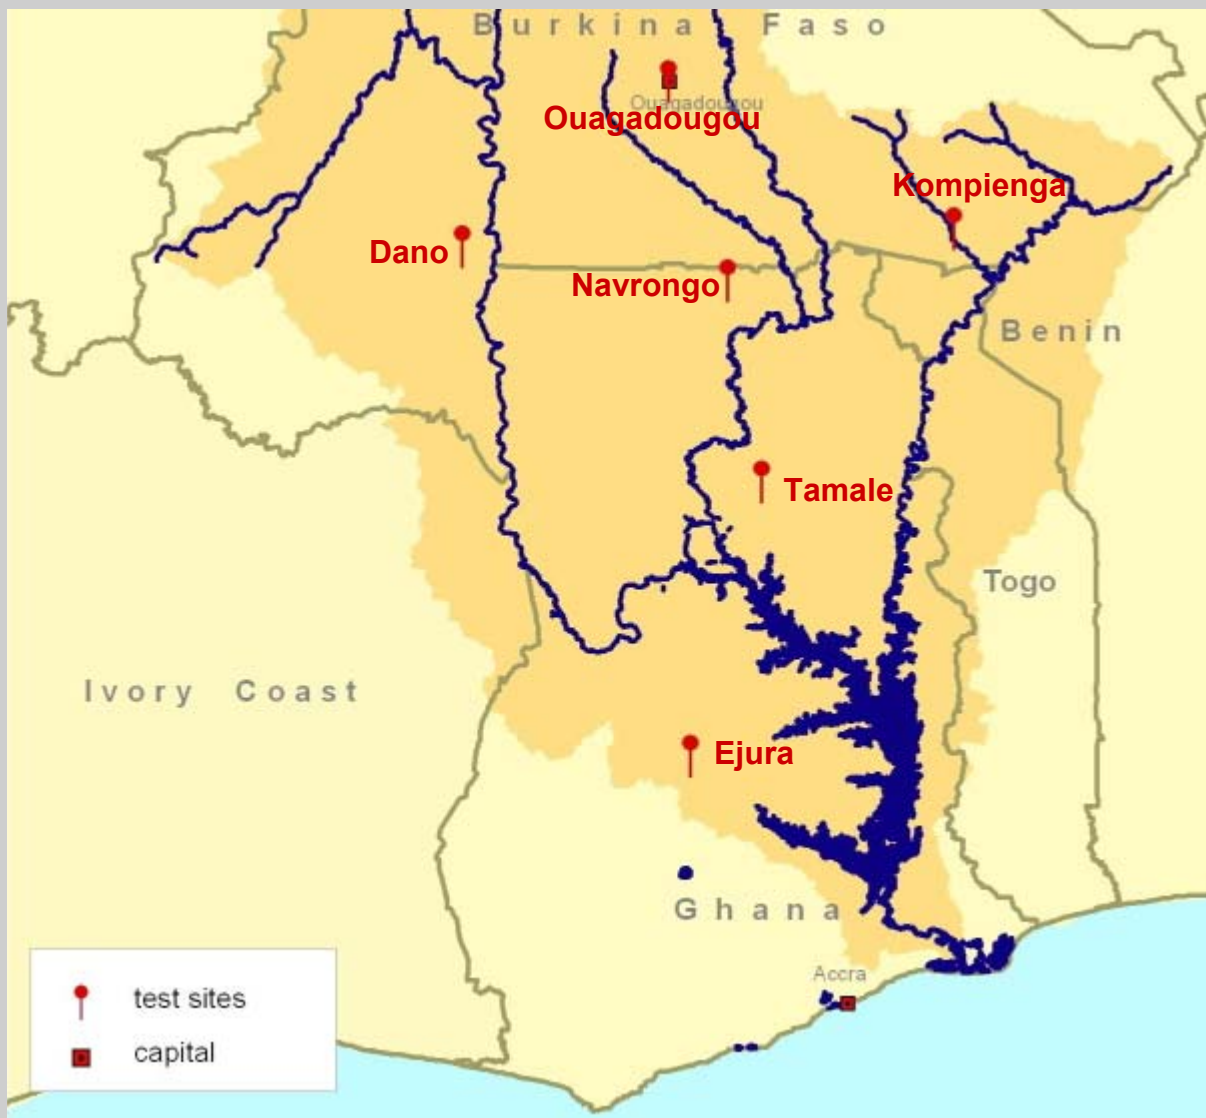 Burkina Faso
Ouagadougou
Ouagadougou
Kompienga
Dano
Navrongo
Benin
Tamale
Togo
Ivory Coast
Ejura
Ghana
Accra
test sites
capital